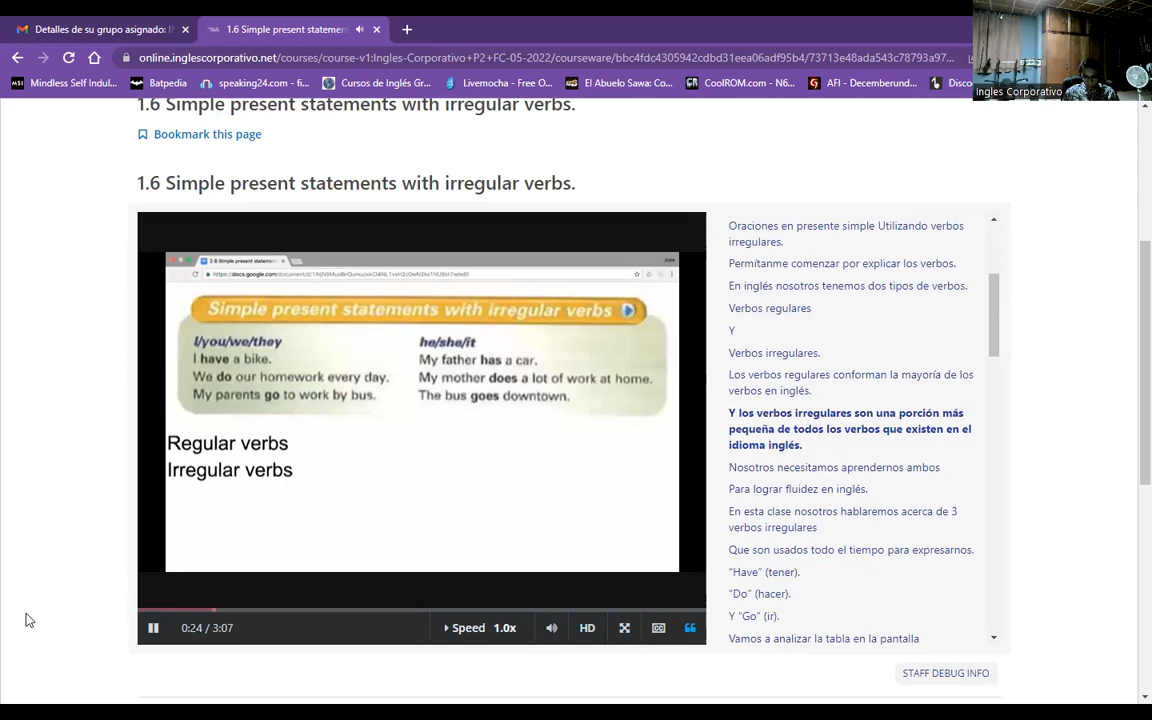 Detalles de su grupo asignado: I
1.6 Simple present statemen
online.inglescorporativo.net/courses/course-v1:Ingles-Corporativo+P2+FC-05-2022/courseware/bbc4fdc4305942cdbd31eea06adf95b4/73713e48ada543c78793a97...
Mindless Self Indul...
Batpedia
speaking24.com - fi...
Cursos de Inglés Gr...
Livemocha - Free O...
El Abuelo Sawa: Co...
CoolROM.com - N6...
AFI - Decemberund...
Disco
Ingles Corporativo
1.6 Simple present statements with irregular verbs.
Bookmark this page
1.6 Simple present statements with irregular verbs.
Simple present statements with irregular verbs
I/you/we/they
I have a bike.
We do our homework every day.
My parents go to work by bus.
he/she/it
My father has a car.
My mother does a lot of work at home.
The bus goes downtown.
Regular verbs
Irregular verbs
0:24 / 3:07
Speed 1.0x
HD
CC
Oraciones en presente simple Utilizando verbos
irregulares.
Permítanme comenzar por explicar los verbos.
En inglés nosotros tenemos dos tipos de verbos.
Verbos regulares
Y
Verbos irregulares.
Los verbos regulares conforman la mayoría de los
verbos en inglés.
Y los verbos irregulares son una porción más
pequeña de todos los verbos que existen en el
idioma inglés.
Nosotros necesitamos aprendernos ambos
Para lograr fluidez en inglés.
En esta clase nosotros hablaremos acerca de 3
verbos irregulares
Que son usados todo el tiempo para expresarnos.
“Have” (tener).
“Do” (hacer).
Y “Go” (ir).
Vamos a analizar la tabla en la pantalla
STAFF DEBUG INFO